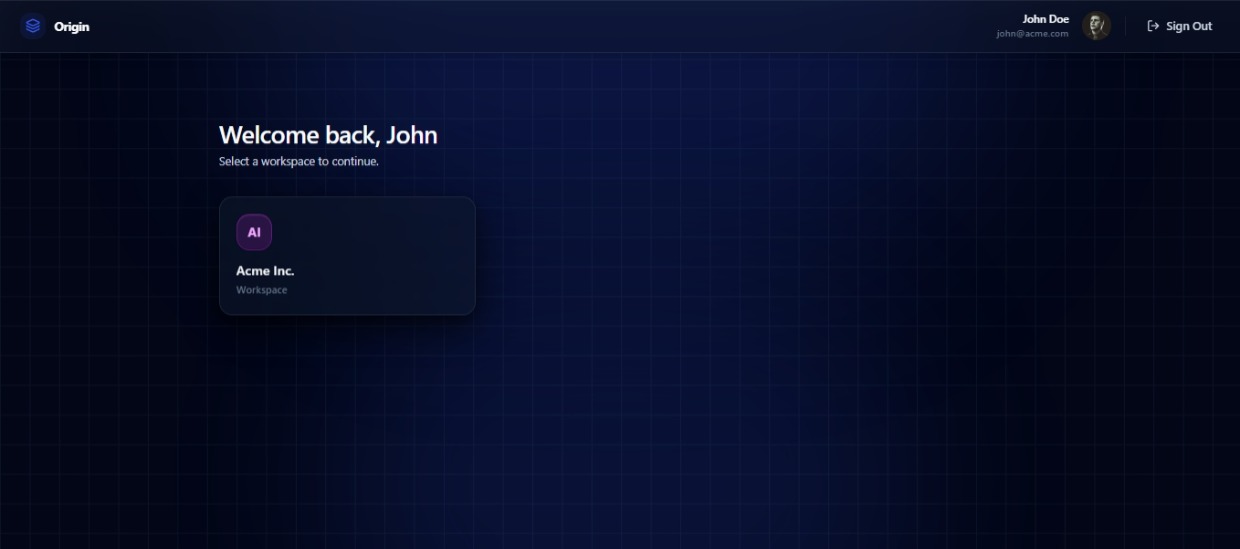 Origin
John Doe
john@acme.com
Sign Out
Welcome back, John
Select a workspace to continue.
AI
Acme Inc.
Workspace